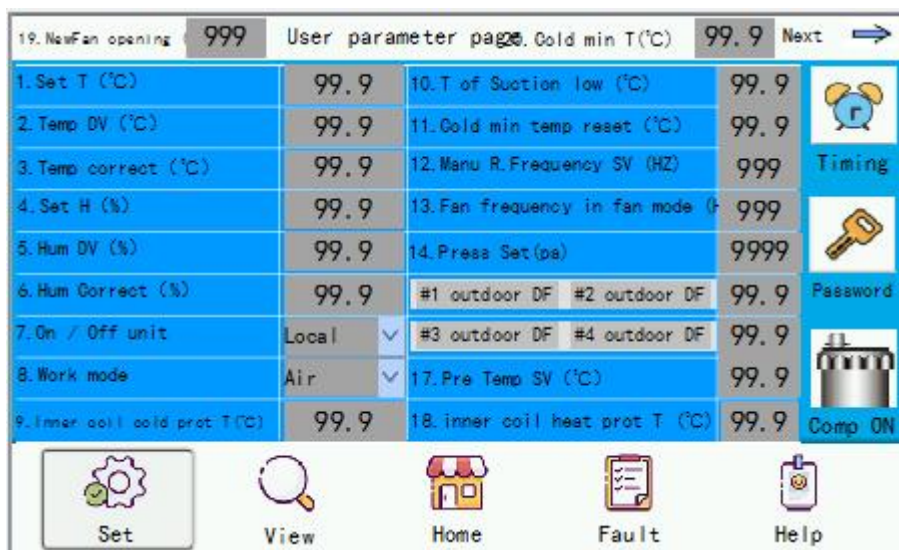 19.NewFan opening ( 999 User parameter page 20.Cold min T(℃) 99.9 Next
1.Set T (℃) 99.9 10.T of Suction low (℃) 99.9
2.Temp DV (℃) 99.9 11.Cold min temp reset (℃) 99.9
3.Temp correct (℃) 99.9 12.Manu R.Frequency SV (HZ) 999 Timing
4.Set H (%) 99.9 13.Fan frequency in fan mode (H 999
5.Hum DV (%) 99.9 14.Press Set(pa) 9999
6.Hum Correct (%) 99.9 #1 outdoor DF #2 outdoor DF 99.9 Password
7.On / Off unit Local #3 outdoor DF #4 outdoor DF 99.9
8.Work mode Air 17.Pre Temp SV (℃) 99.9
9.Inner coil cold prot T(℃) 99.9 18.inner coil heat prot T (℃) 99.9 Comp ON
Set View Home Fault Help